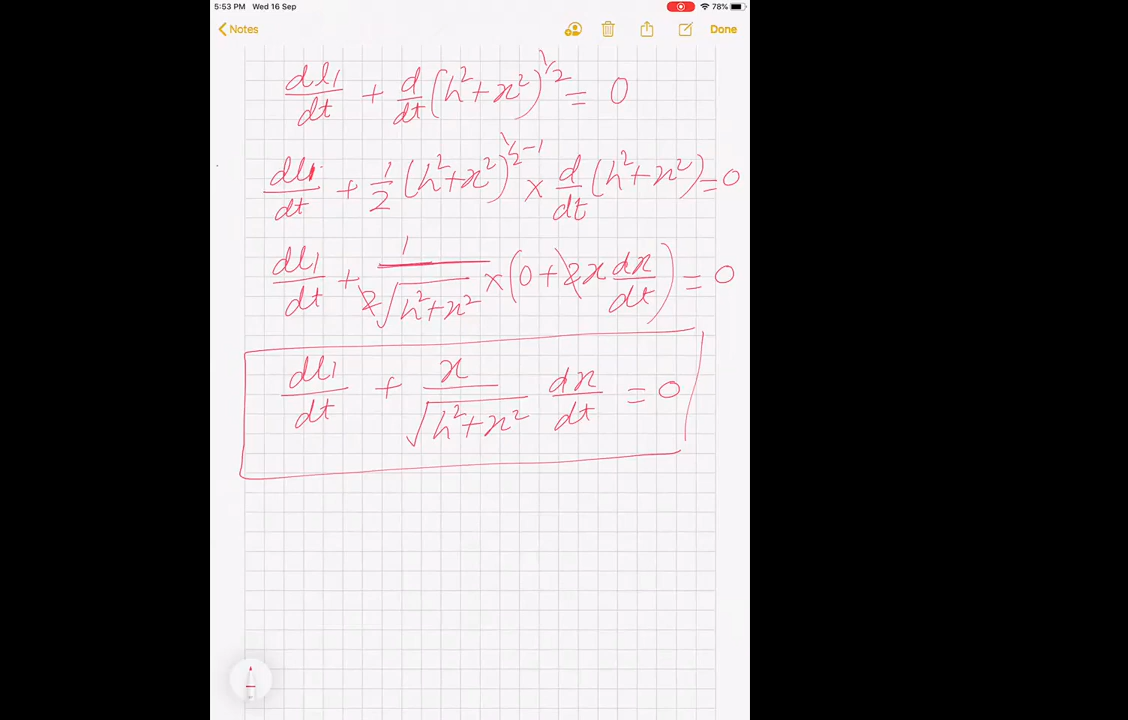 5:53 PM Wed 16 Sep 78%
Notes Done
dl1/dt + d/dt (h²+x²)^1/2 = 0
dl1/dt + 1/2 (h²+x²)^1/2-1 × d/dt (h²+x²) = 0
dl1/dt + 1/2√h²+x² × (0+2x dx/dt) = 0
dl1/dt + x/√h²+x² dx/dt = 0